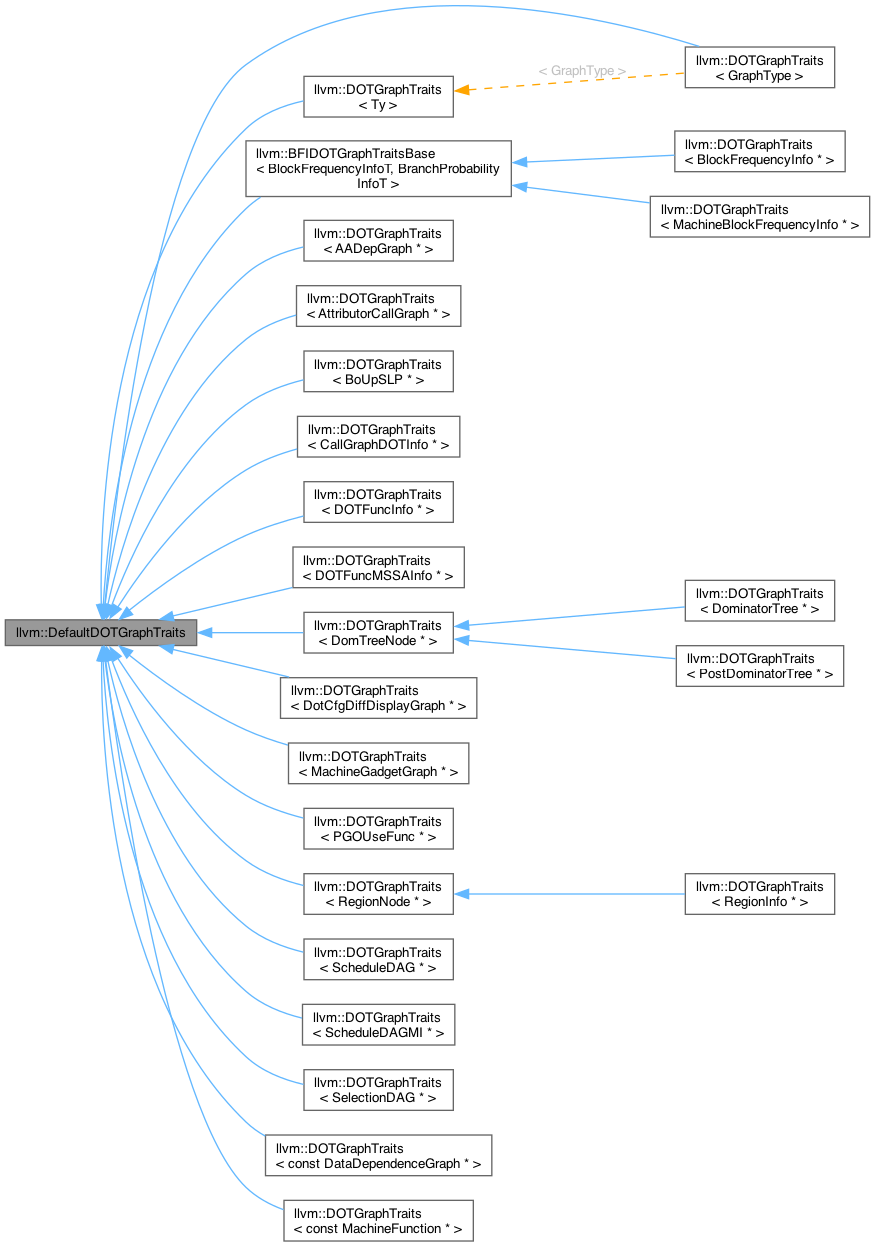 llvm::DOTGraphTraits
< GraphType >
< GraphType >
llvm::DOTGraphTraits
< Ty >
llvm::BFIDOTGraphTraitsBase
< BlockFrequencyInfoT, BranchProbability
InfoT >
llvm::DOTGraphTraits
< BlockFrequencyInfo * >
llvm::DOTGraphTraits
< MachineBlockFrequencyInfo * >
llvm::DOTGraphTraits
< AADepGraph * >
llvm::DOTGraphTraits
< AttributorCallGraph * >
llvm::DOTGraphTraits
< BoUpSLP * >
llvm::DOTGraphTraits
< CallGraphDOTInfo * >
llvm::DOTGraphTraits
< DOTFuncInfo * >
llvm::DOTGraphTraits
< DOTFuncMSSAInfo * >
llvm::DefaultDOTGraphTraits
llvm::DOTGraphTraits
< DomTreeNode * >
llvm::DOTGraphTraits
< DominatorTree * >
llvm::DOTGraphTraits
< PostDominatorTree * >
llvm::DOTGraphTraits
< DotCfgDiffDisplayGraph * >
llvm::DOTGraphTraits
< MachineGadgetGraph * >
llvm::DOTGraphTraits
< PGOUseFunc * >
llvm::DOTGraphTraits
< RegionNode * >
llvm::DOTGraphTraits
< RegionInfo * >
llvm::DOTGraphTraits
< ScheduleDAG * >
llvm::DOTGraphTraits
< ScheduleDAGMI * >
llvm::DOTGraphTraits
< SelectionDAG * >
llvm::DOTGraphTraits
< const DataDependenceGraph * >
llvm::DOTGraphTraits
< const MachineFunction * >